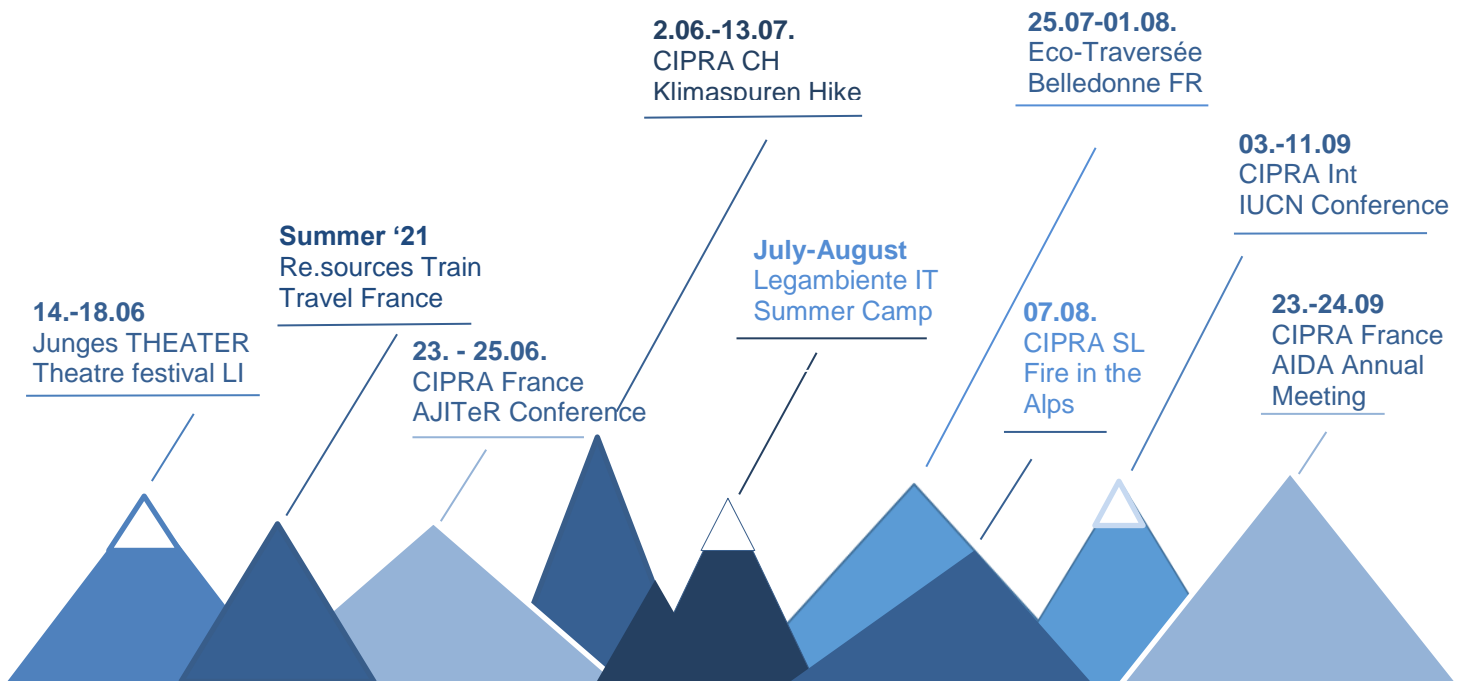 14.-18.06
Junges THEATER
Theatre festival LI
Summer ‘21
Re.sources Train
Travel France
23. - 25.06.
CIPRA France
AJITeR Conference
2.06.-13.07.
CIPRA CH
Klimaspuren Hike
July-August
Legambiente IT
Summer Camp
25.07-01.08.
Eco-Traversée
Belledonne FR
07.08.
CIPRA SL
Fire in the
Alps
03.-11.09
CIPRA Int
IUCN Conference
23.-24.09
CIPRA France
AIDA Annual
Meeting